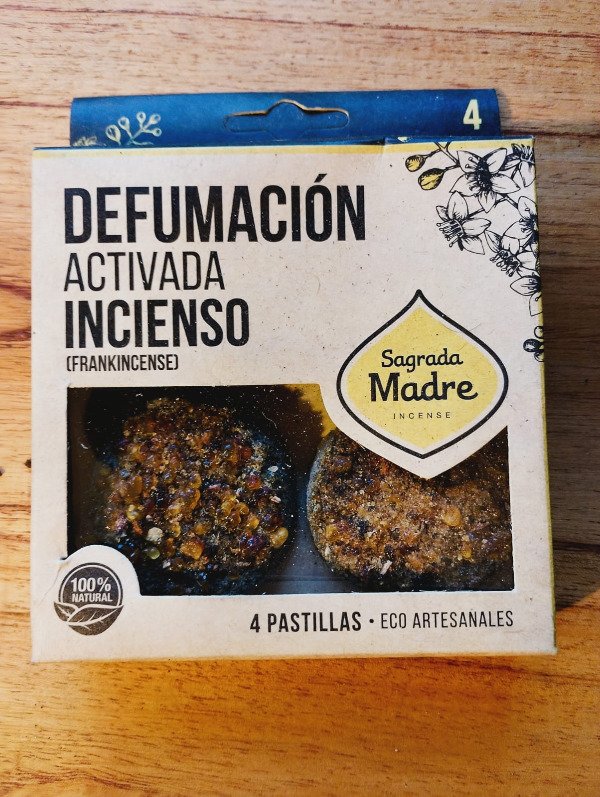 4
DEFUMACIÓN
ACTIVADA
INCIENSO
(FRANKINCENSE)
Sagrada
Madre
INCENSE
100%
NATURAL
4 PASTILLAS • ECO ARTESANALES